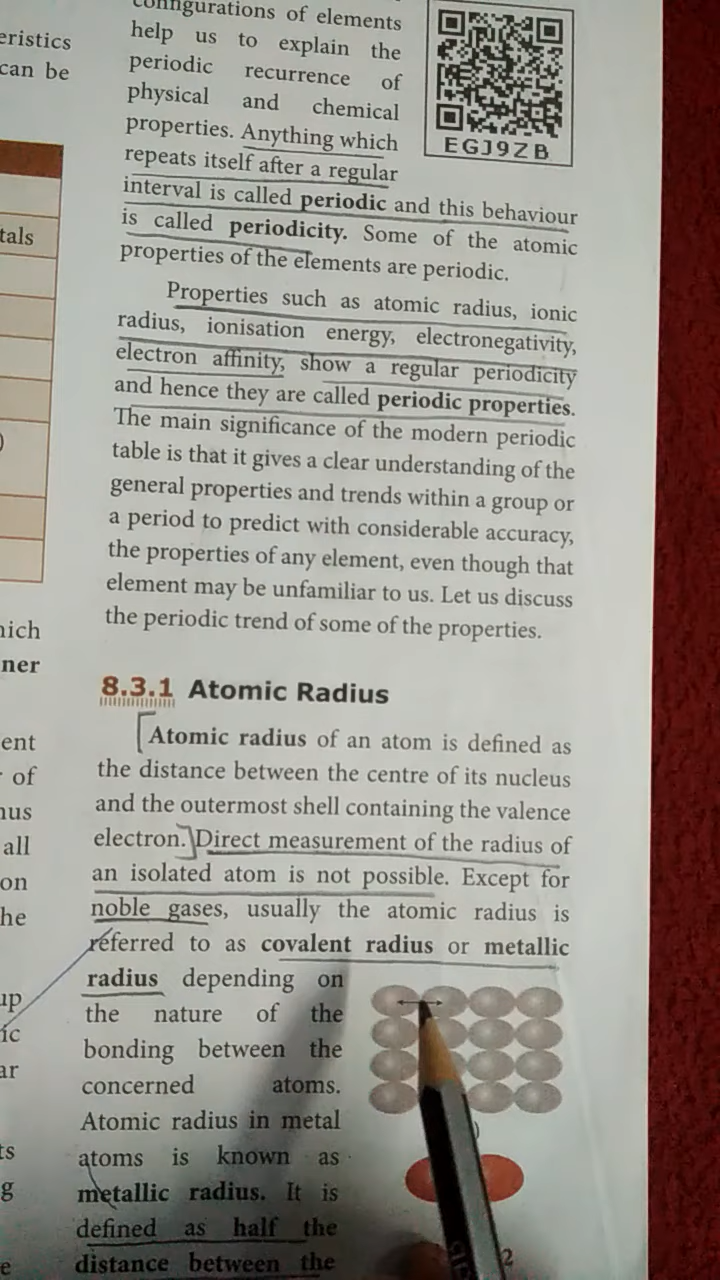 eristics
can be
tals
)
nich
ner
ent
of
nus
all
on
he
up
ic
ar
ts
g
e
configurations of elements
help us to explain the
periodic recurrence of
physical and chemical
properties. Anything which
repeats itself after a regular
interval is called periodic and this behaviour
is called periodicity. Some of the atomic
properties of the elements are periodic.
Properties such as atomic radius, ionic
radius, ionisation energy, electronegativity,
electron affinity, show a regular periodicity
and hence they are called periodic properties.
The main significance of the modern periodic
table is that it gives a clear understanding of the
general properties and trends within a group or
a period to predict with considerable accuracy,
the properties of any element, even though that
element may be unfamiliar to us. Let us discuss
the periodic trend of some of the properties.
EGJ9ZB
8.3.1 Atomic Radius
Atomic radius of an atom is defined as
the distance between the centre of its nucleus
and the outermost shell containing the valence
electron. Direct measurement of the radius of
an isolated atom is not possible. Except for
noble gases, usually the atomic radius is
referred to as covalent radius or metallic
radius depending on
the nature of the
bonding between the
concerned atoms.
Atomic radius in metal
atoms is known as
metallic radius. It is
defined as half the
distance between the
)
2